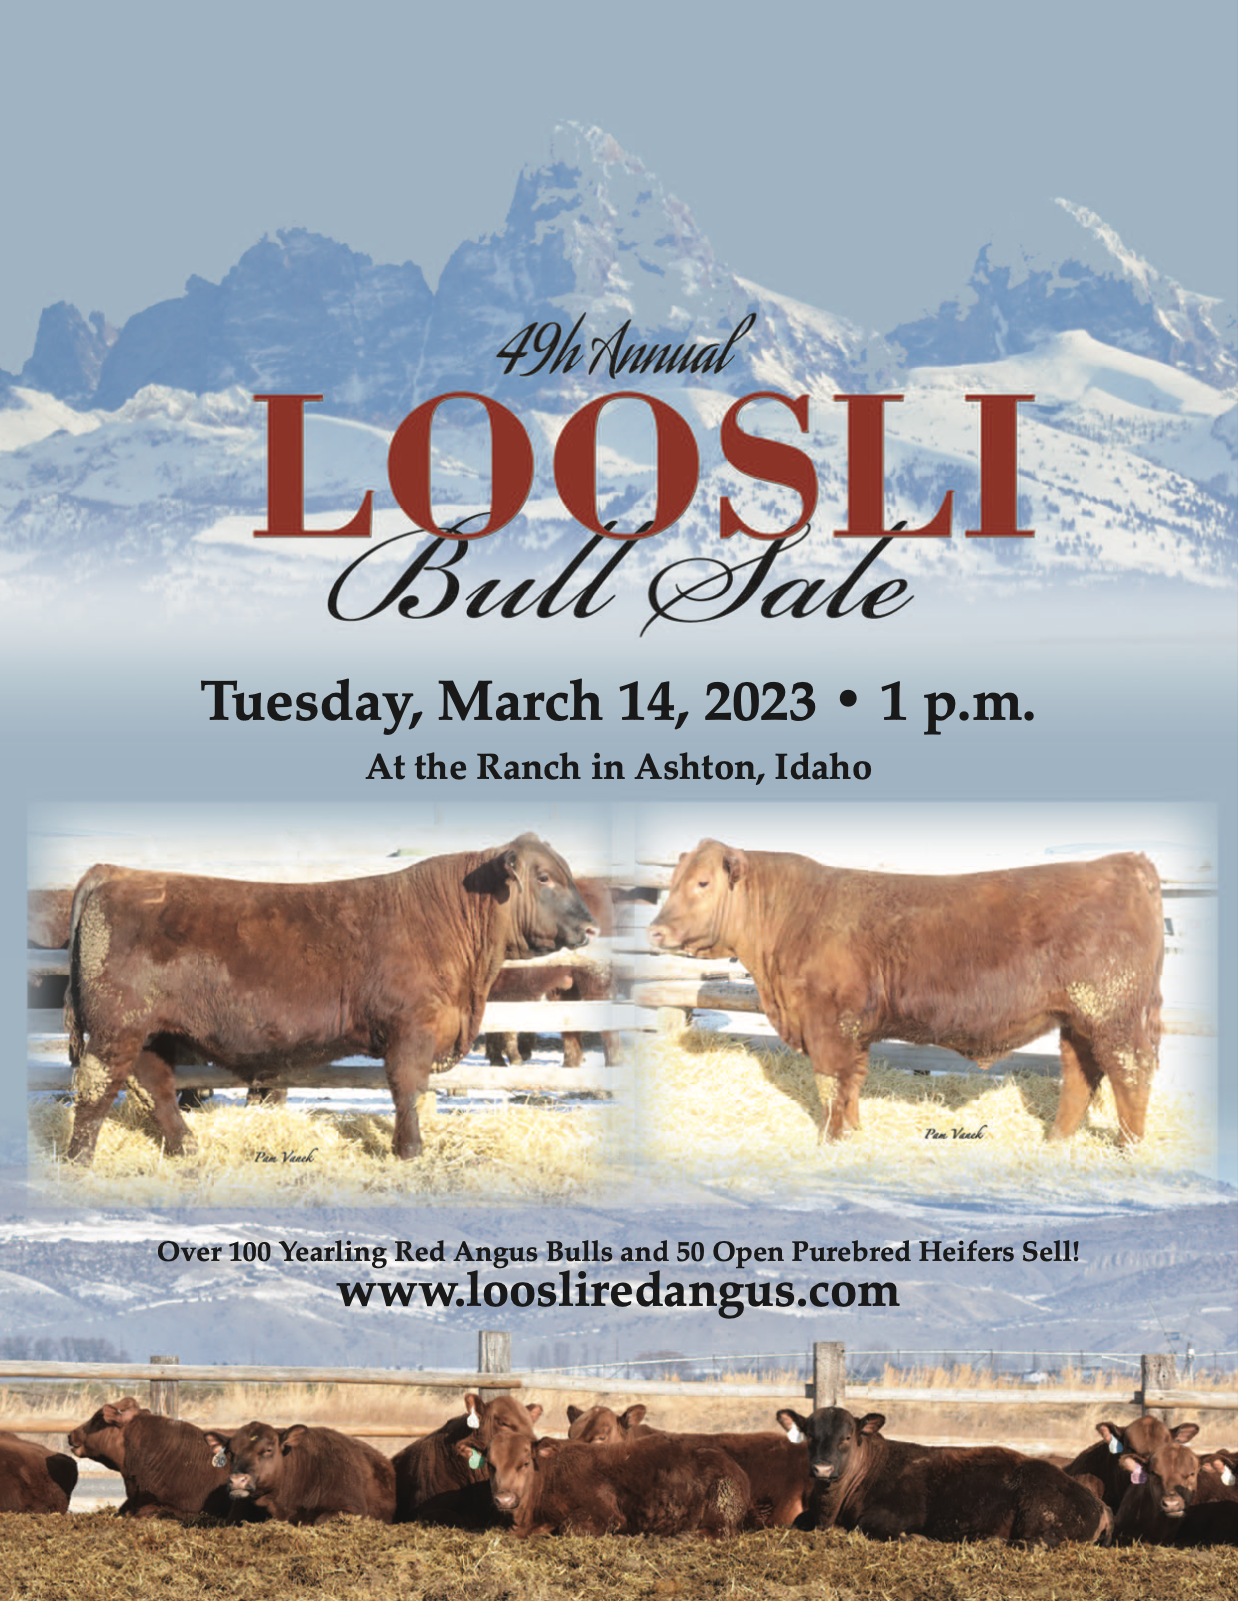 49h Annual
LOOSLI
Bull Sale
Tuesday, March 14, 2023 • 1 p.m.
At the Ranch in Ashton, Idaho
Pam Vanek
Pam Vanek
Over 100 Yearling Red Angus Bulls and 50 Open Purebred Heifers Sell!
www.loosliredangus.com